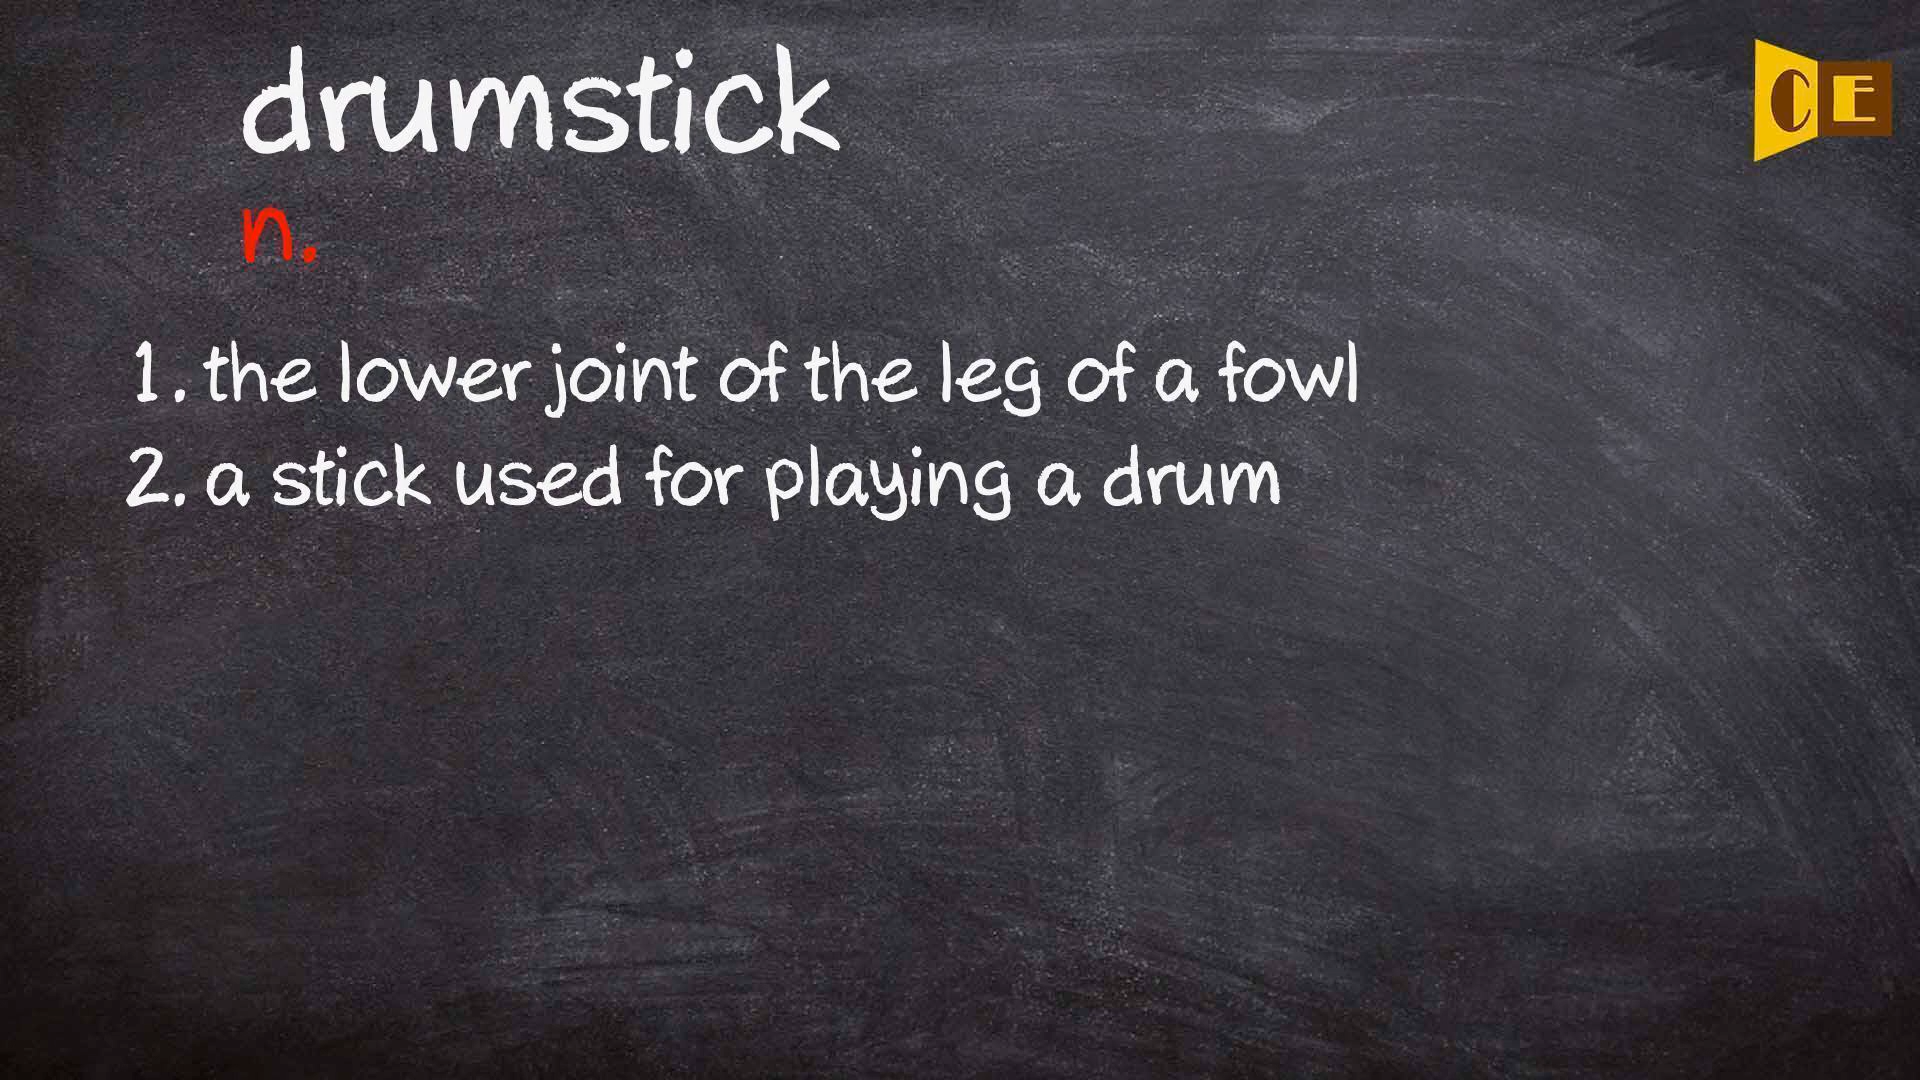 drumstick
CE
n.
1. the lower joint of the leg of a fowl
2. a stick used for playing a drum